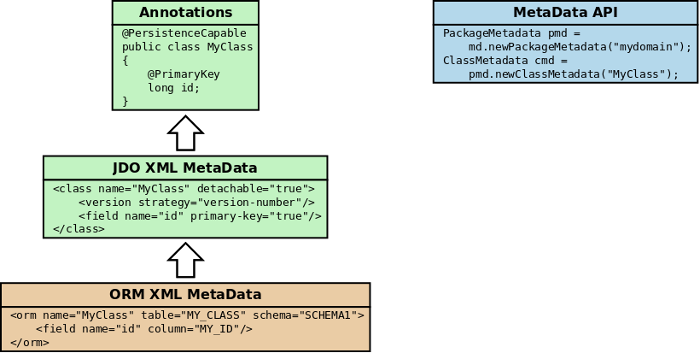 Annotations
@PersistenceCapable
public class MyClass
{
    @PrimaryKey
    long id;
}
MetaData API
PackageMetadata pmd =
    md.newPackageMetadata("mydomain");
ClassMetadata cmd =
    pmd.newClassMetadata("MyClass");
JDO XML MetaData
<class name="MyClass" detachable="true">
    <version strategy="version-number"/>
    <field name="id" primary-key="true"/>
</class>
ORM XML MetaData
<orm name="MyClass" table="MY_CLASS" schema="SCHEMA1">
    <field name="id" column="MY_ID"/>
</orm>